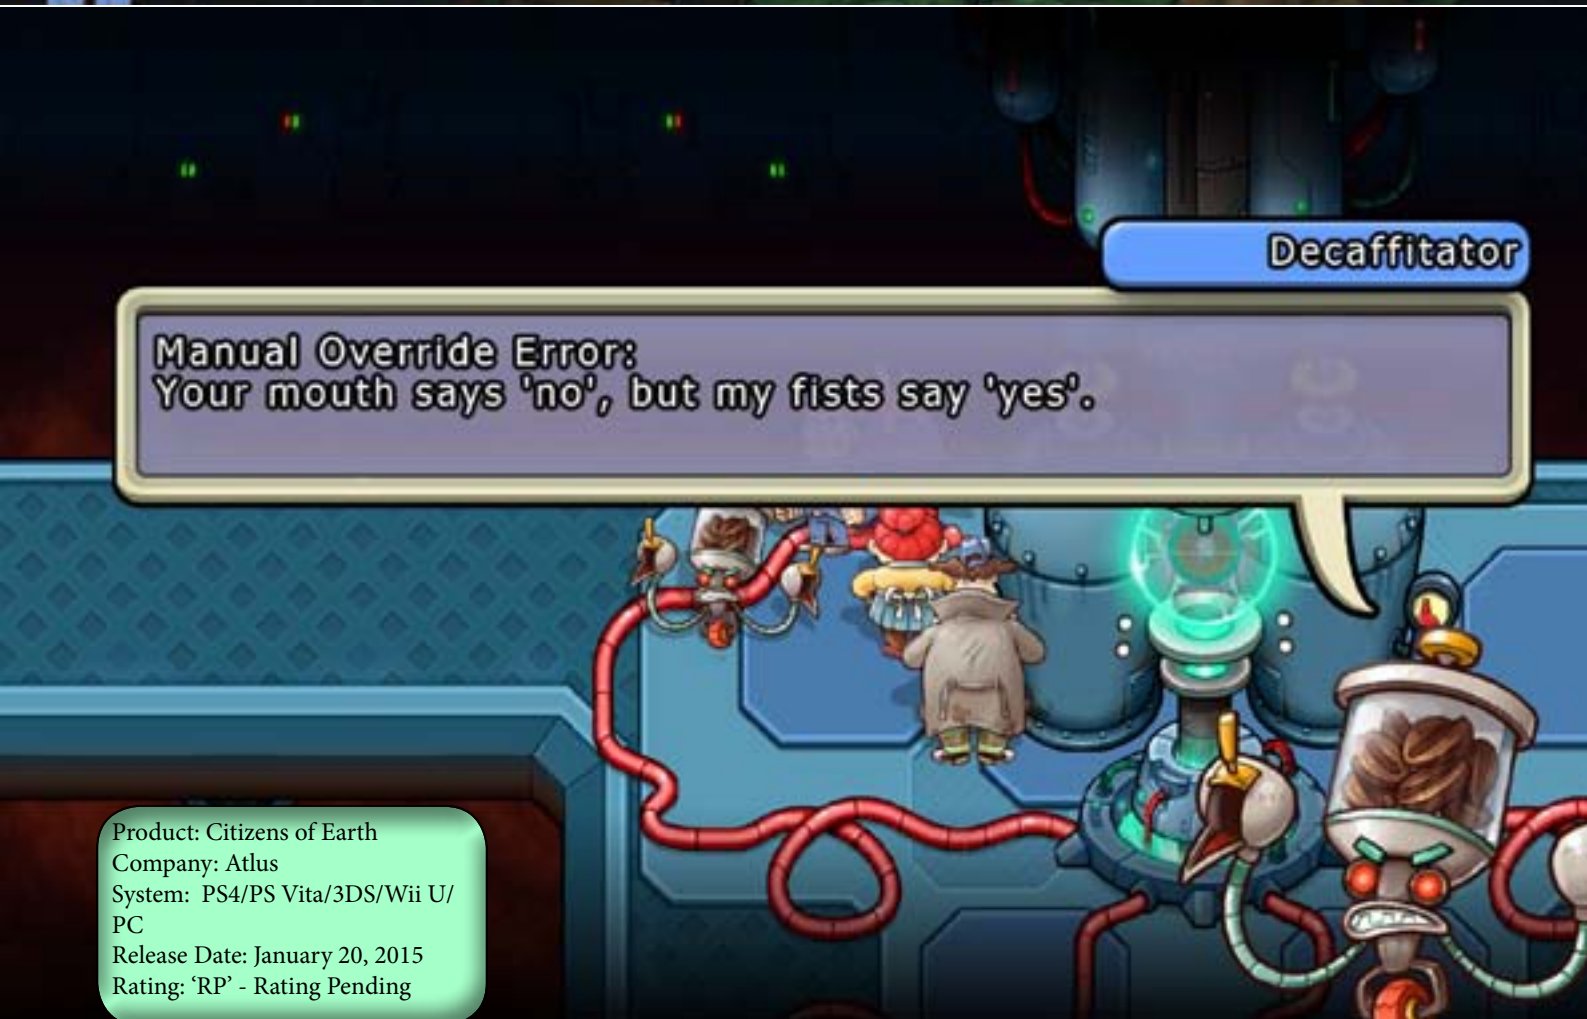 Decaffitator
Manual Override Error:
Your mouth says 'no', but my fists say 'yes'.
Product: Citizens of Earth
Company: Atlus
System:  PS4/PS Vita/3DS/Wii U/
PC
Release Date: January 20, 2015
Rating: ‘RP’ - Rating Pending